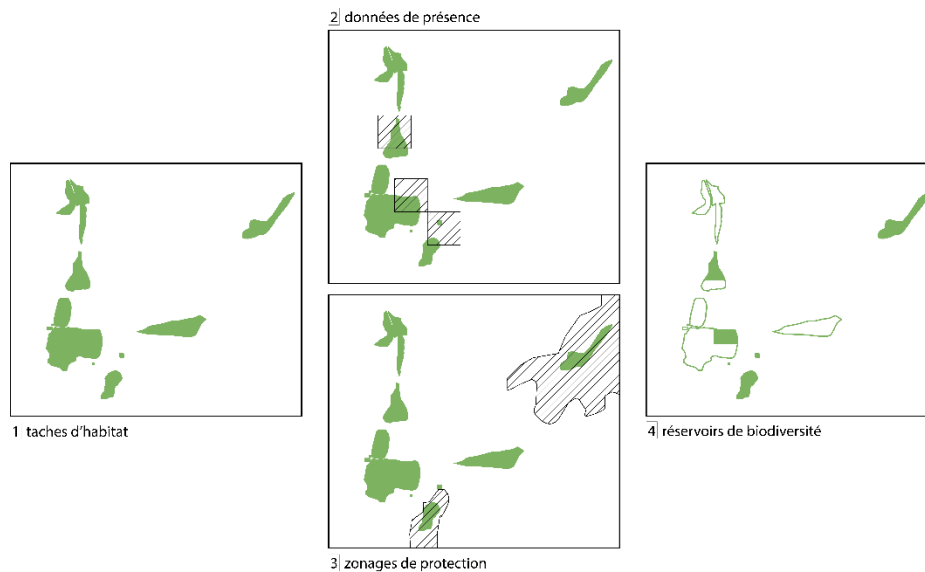 2 données de présence
1 taches d'habitat
3 zonages de protection
4 réservoirs de biodiversité